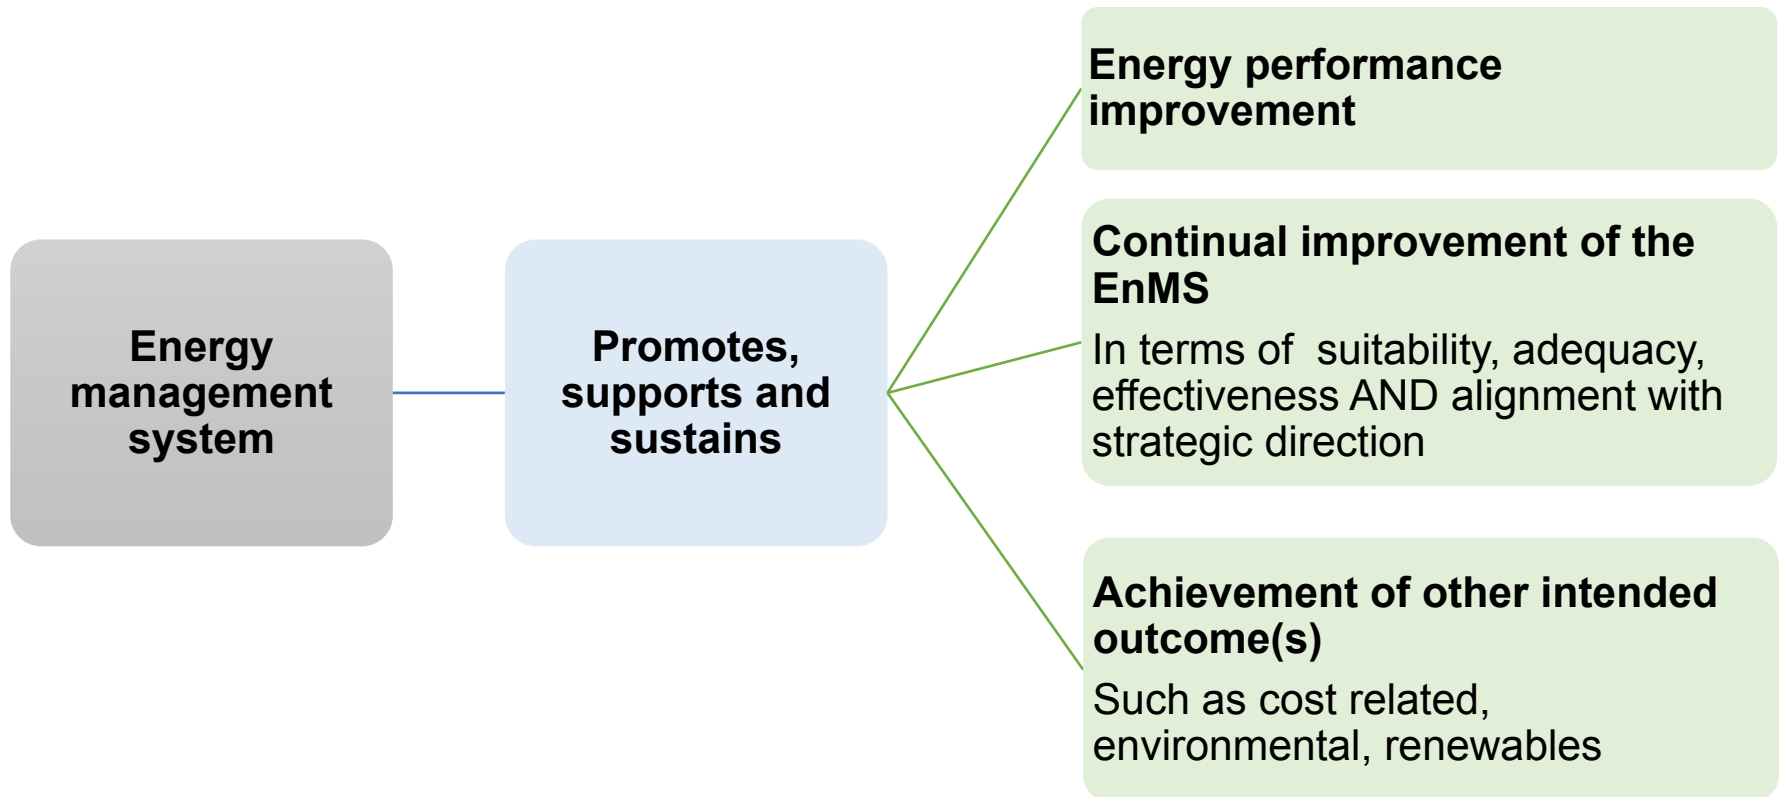 Energy
management
system
Promotes,
supports and
sustains
Energy performance
improvement
Continual improvement of the
EnMS
In terms of  suitability, adequacy,
effectiveness AND alignment with
strategic direction
Achievement of other intended
outcome(s)
Such as cost related,
environmental, renewables